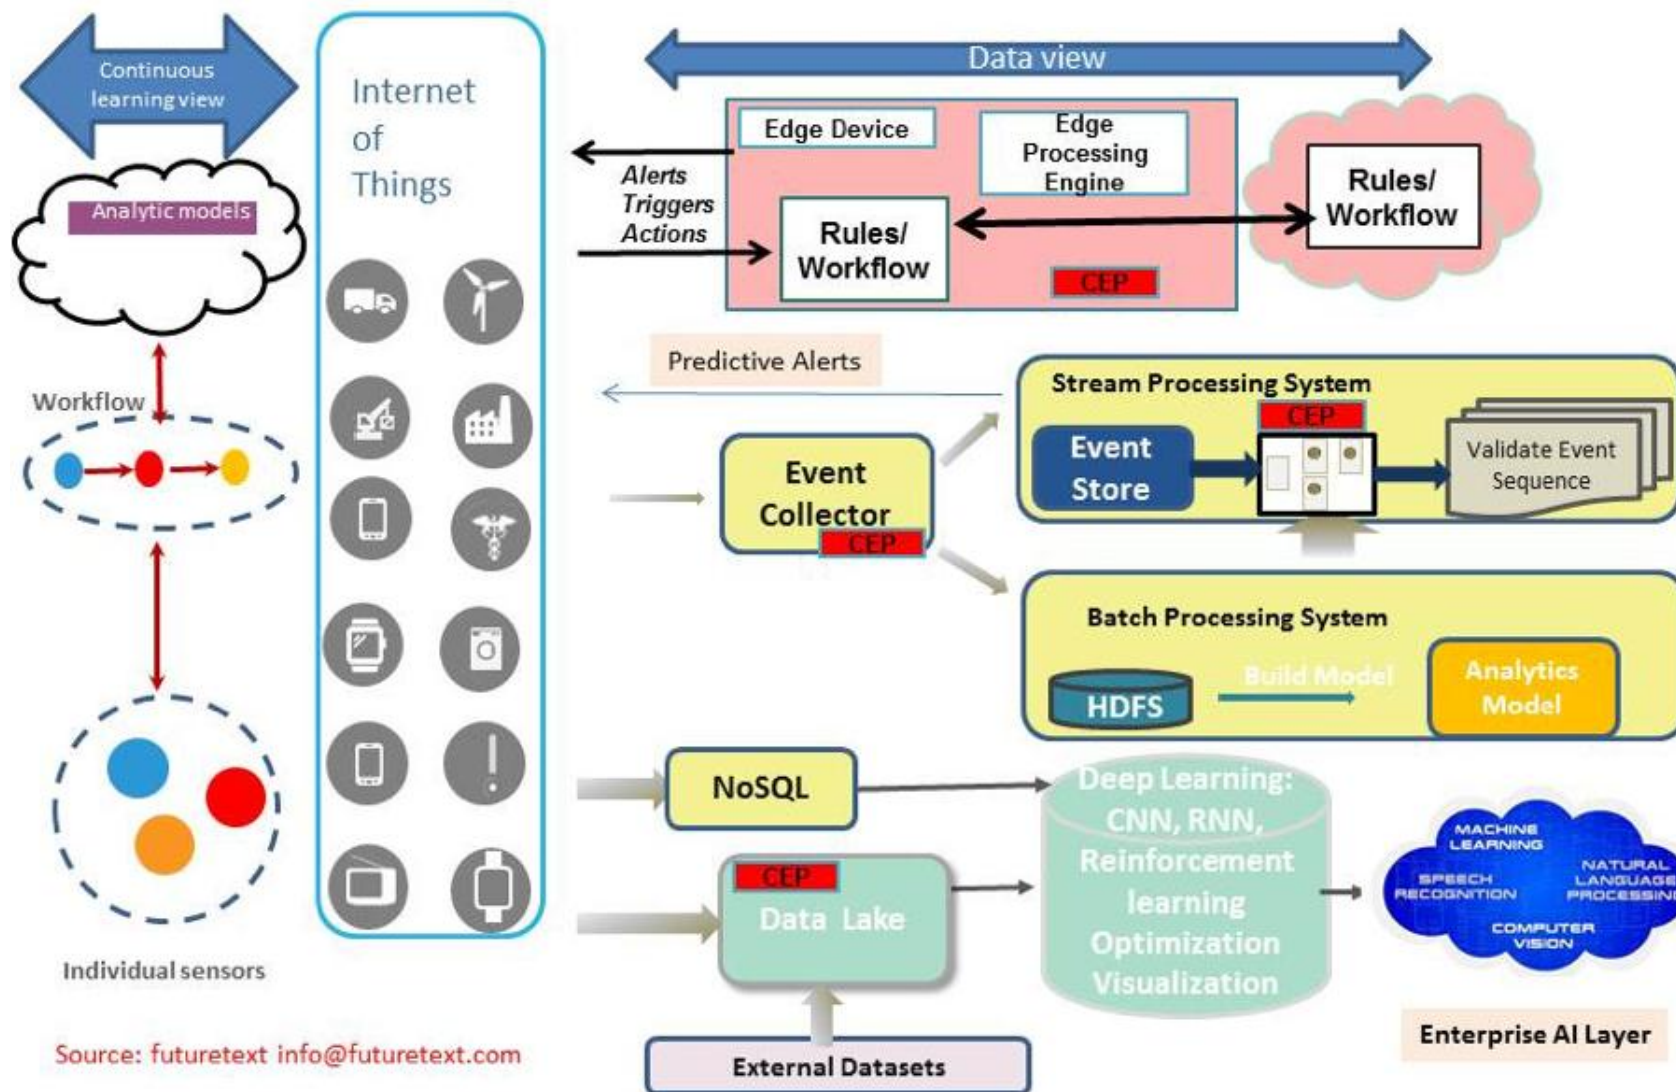 Continuous
learning view
Analytic models
Workflow
Individual sensors
Source: futuretext info@futuretext.com
Internet
of
Things
Data view
Edge Device
Edge
Processing
Engine
Alerts
Triggers
Actions
Rules/
Workflow
CEP
Rules/
Workflow
Predictive Alerts
Stream Processing System
CEP
Event
Store
Validate Event
Sequence
Event
Collector
CEP
Batch Processing System
HDFS
Build Model
Analytics
Model
NoSQL
Deep Learning:
CNN, RNN,
Reinforcement
learning
Optimization
Visualization
CEP
Data Lake
External Datasets
MACHINE
LEARNING
SPEECH
RECOGNITION
NATURAL
LANGUAGE
PROCESSING
COMPUTER
VISION
Enterprise AI Layer